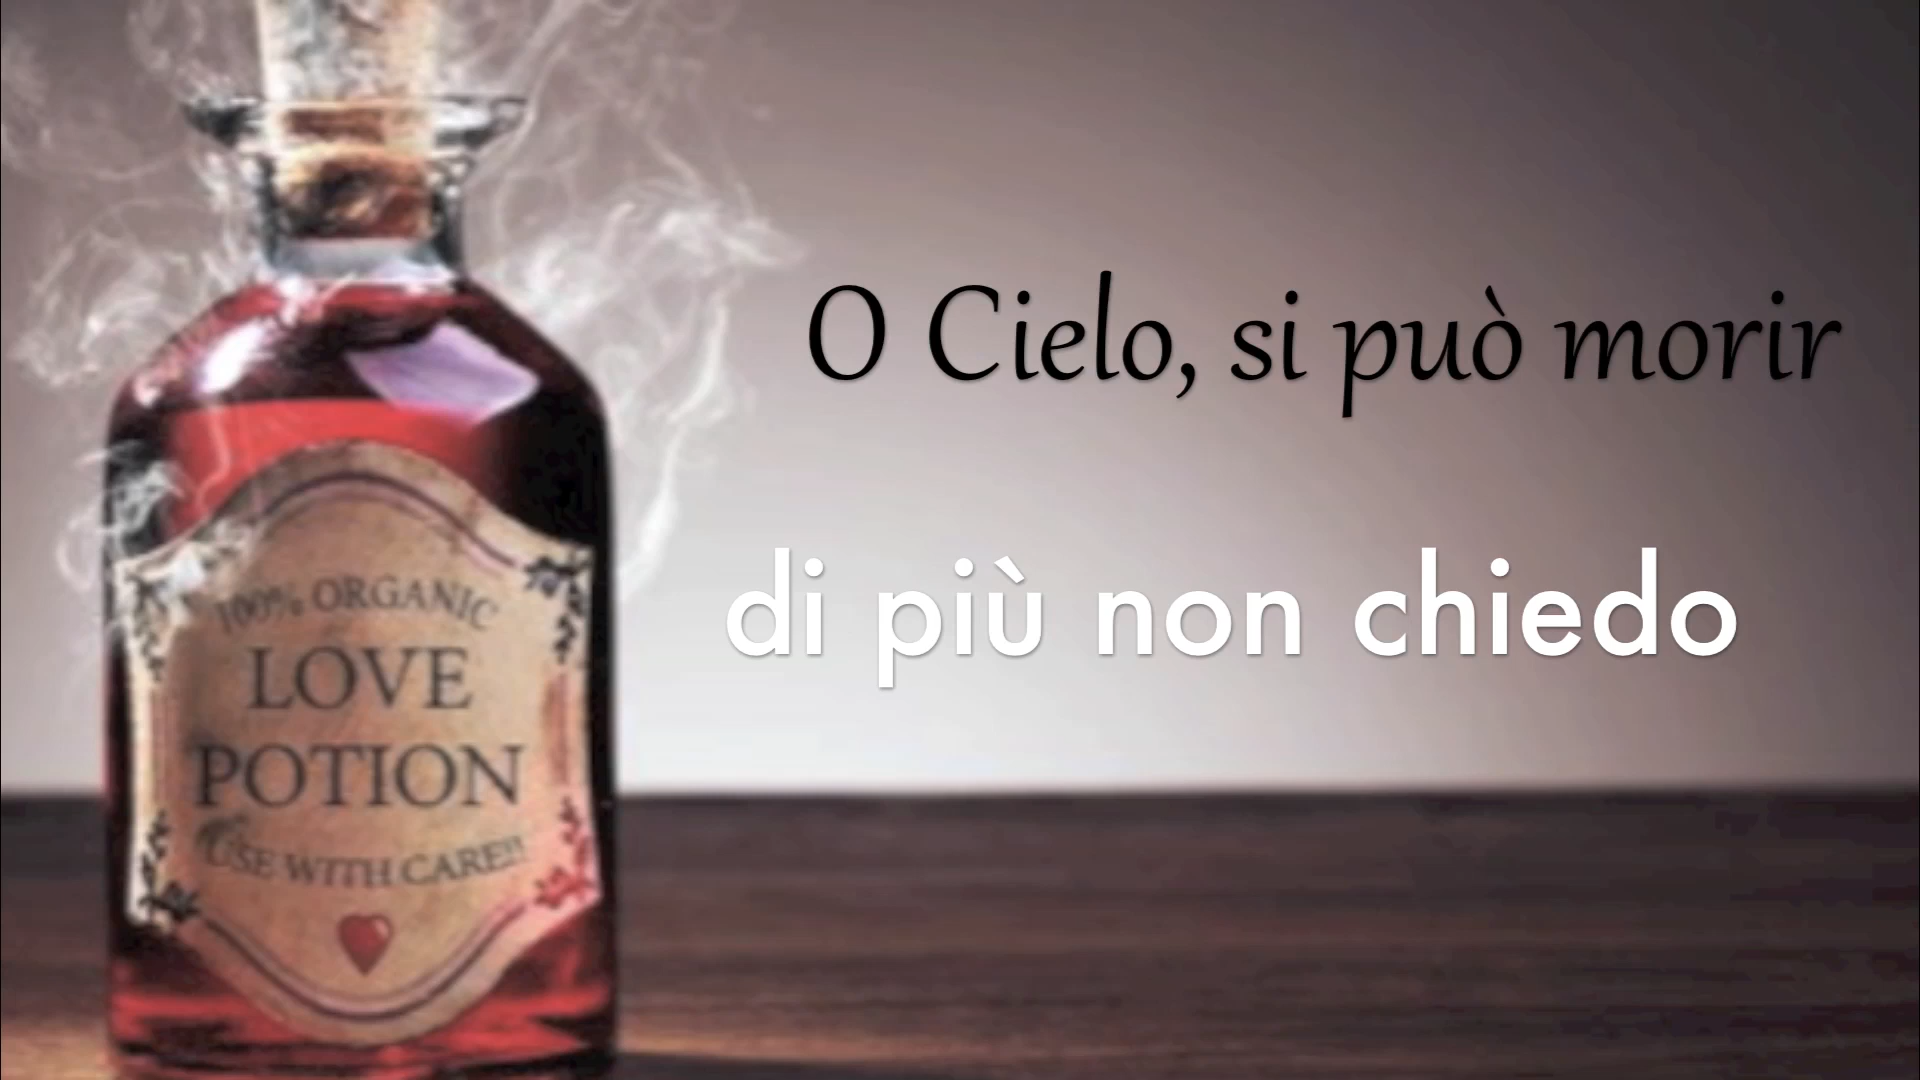 O Cielo, si può morir
di più non chiedo
100% ORGANIC
LOVE
POTION
USE WITH CARE!!